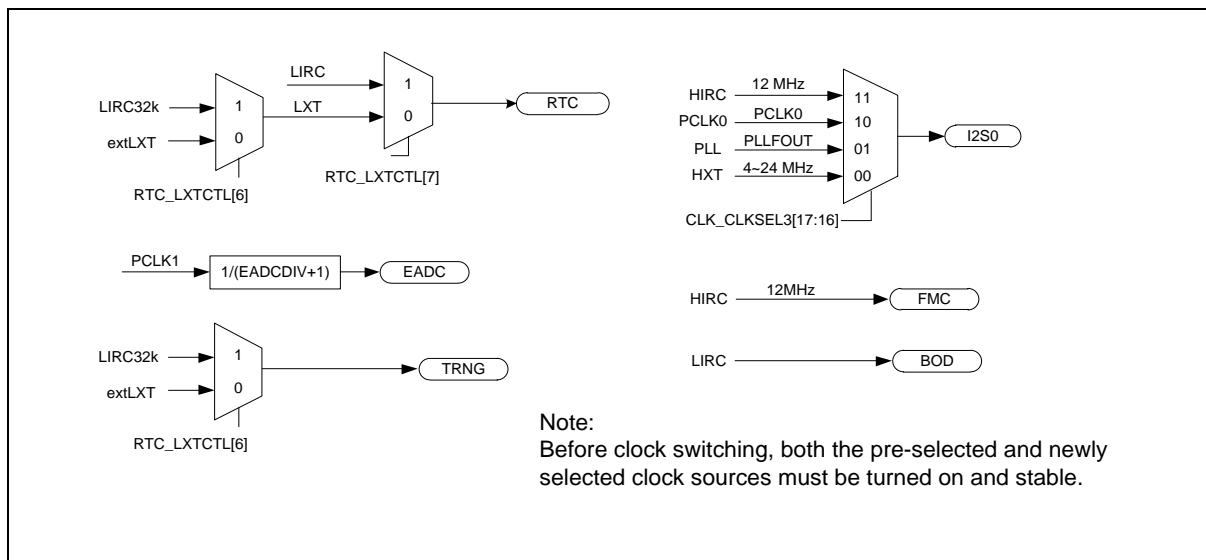 LIRC32k
1
extLXT
0
RTC_LXTCTL[6]
LIRC
1
LXT
0
RTC_LXTCTL[7]
RTC
HIRC
12 MHz
11
PCLK0
PCLK0
10
PLL
PLLFOUT
01
HXT
4~24 MHz
00
I2S0
CLK_CLKSEL3[17:16]
PCLK1
1/(EADCDIV+1)
EADC
HIRC
12MHz
FMC
LIRC32k
1
extLXT
0
RTC_LXTCTL[6]
TRNG
LIRC
BOD
Note:
Before clock switching, both the pre-selected and newly
selected clock sources must be turned on and stable.